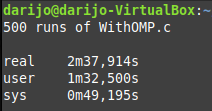 darijo@darijo-VirtualBox:~
500 runs of WithOMP.c
real 2m37,914s
user 1m32,500s
sys 0m49,195s